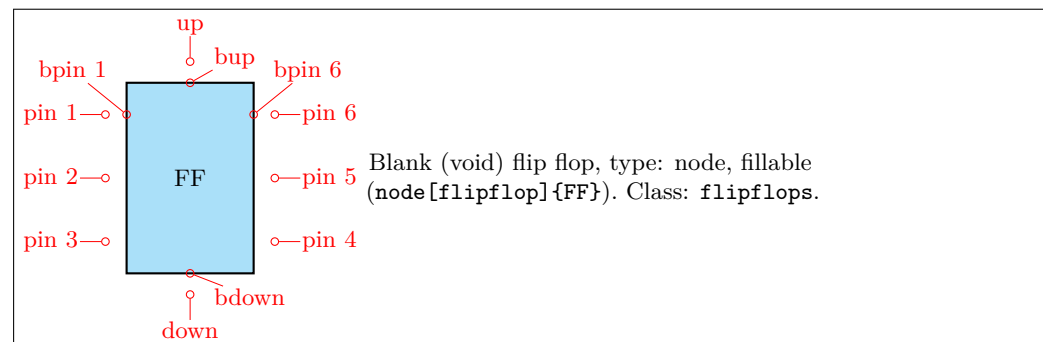 up
bup
bpin 1
bpin 6
pin 1
pin 6
pin 2
FF
pin 5
pin 3
pin 4
bdown
down
Blank (void) flip flop, type: node, fillable
(node[flipflop]{FF}). Class: flipflops.